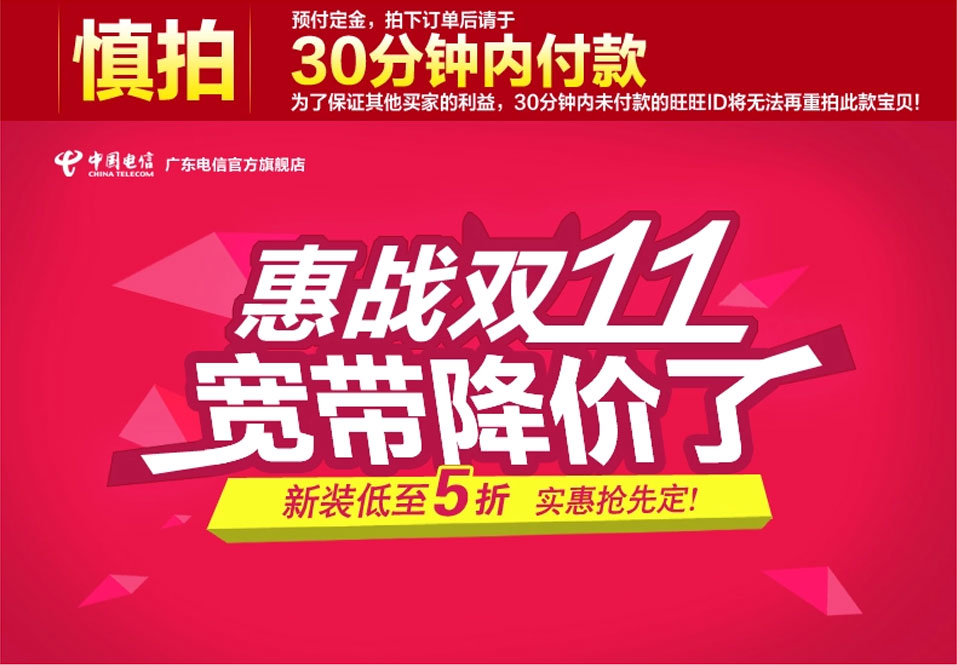 慎拍
预付定金，拍下订单后请于
30分钟内付款
为了保证其他买家的利益，30分钟内未付款的旺旺ID将无法再重拍此款宝贝!
中国电信
CHINA TELECOM
广东电信官方旗舰店
惠战双11
宽带降价了
新装低至5折 实惠抢先定!